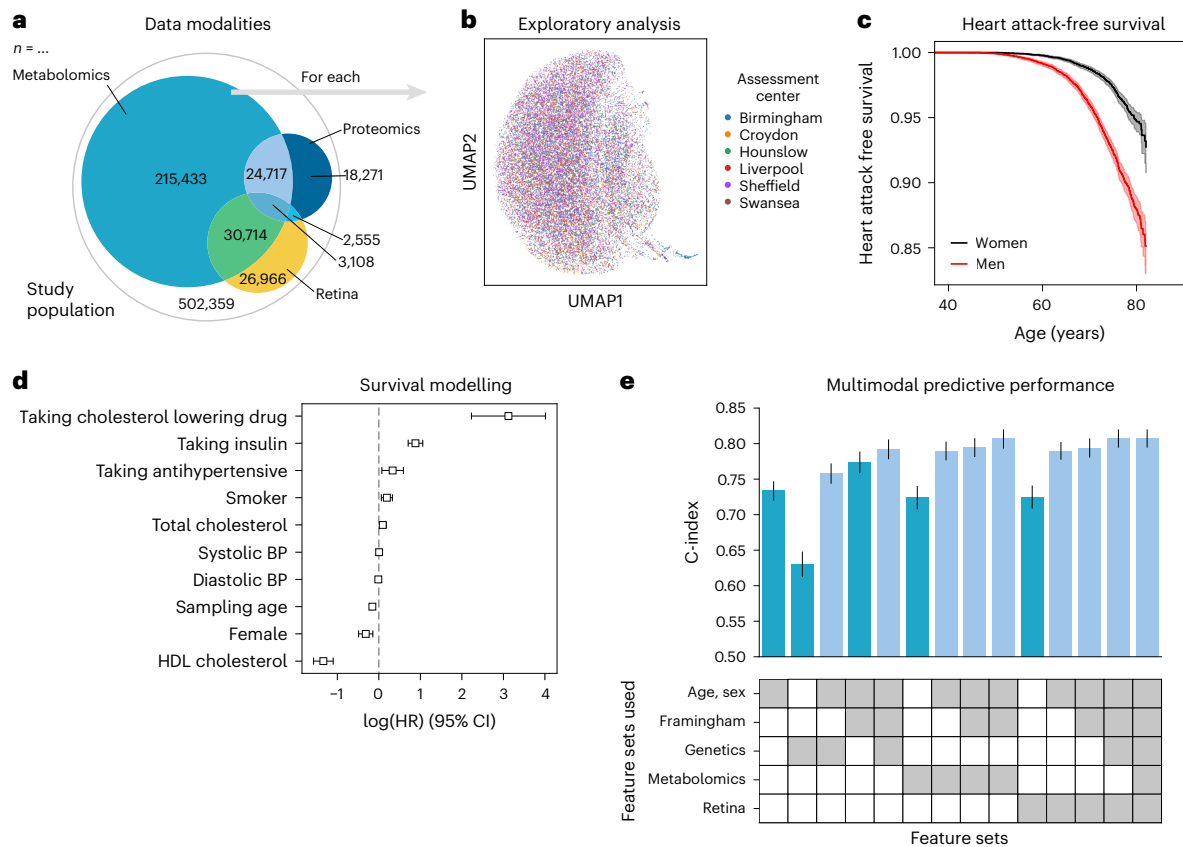 a
Data modalities
n = ...
Metabolomics
For each
Proteomics
215,433
24,717
18,271
30,714
2,555
3,108
26,966
Retina
Study
population
502,359
b
Exploratory analysis
UMAP2
UMAP1
Assessment
center
Birmingham
Croydon
Hounslow
Liverpool
Sheffield
Swansea
c
Heart attack-free survival
Heart attack free survival
1.00
0.95
0.90
0.85
Women
Men
40
60
80
Age (years)
d
Survival modelling
Taking cholesterol lowering drug
Taking insulin
Taking antihypertensive
Smoker
Total cholesterol
Systolic BP
Diastolic BP
Sampling age
Female
HDL cholesterol
−1
0
1
2
3
4
log(HR) (95% CI)
e
Multimodal predictive performance
C-index
0.85
0.80
0.75
0.70
0.65
0.60
0.55
0.50
Feature sets used
Age, sex
Framingham
Genetics
Metabolomics
Retina
Feature sets